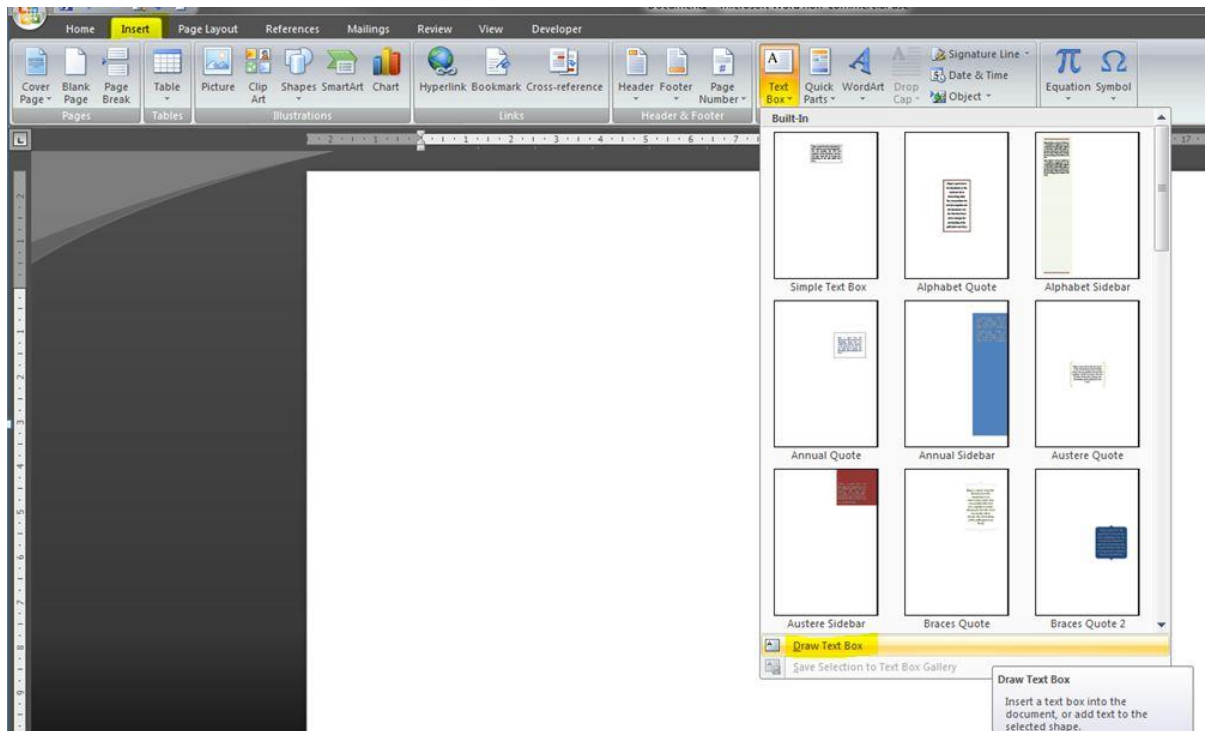 Home Insert Page Layout References Mailings Review View Developer
Cover Page Blank Page Page Break
Pages
Table
Tables
Picture Clip Art Shapes SmartArt Chart
Illustrations
Hyperlink Bookmark Cross-reference
Links
Header Footer Page Number
Header & Footer
Text Box Quick Parts WordArt Drop Cap
Signature Line
Date & Time
Object
Equation Symbol
Built-In
Simple Text Box Alphabet Quote Alphabet Sidebar
Annual Quote Annual Sidebar Austere Quote
Austere Sidebar Braces Quote Braces Quote 2
Draw Text Box
Save Selection to Text Box Gallery
Draw Text Box
Insert a text box into the
document, or add text to the
selected shape.